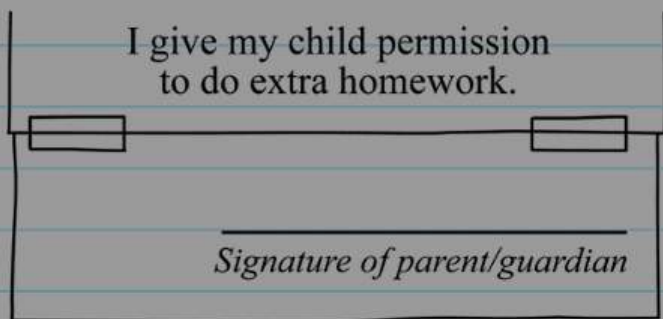 I give my child permission
to do extra homework.
Signature of parent/guardian